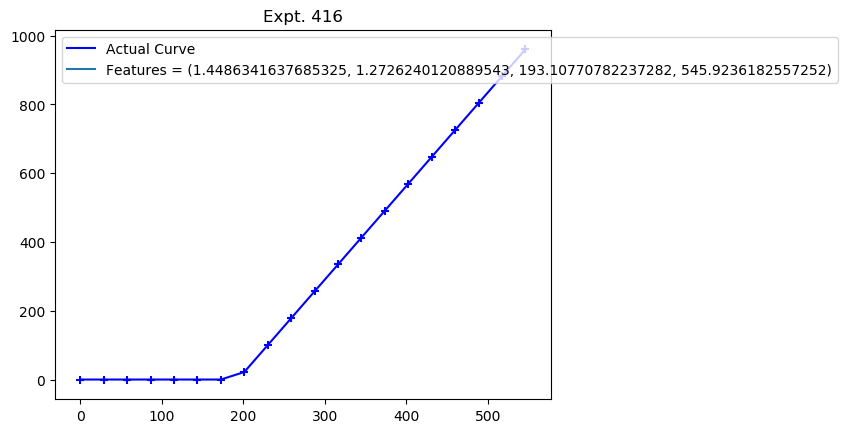 Expt. 416
Actual Curve
Features = (1.4486341637685325, 1.2726240120889543, 193.10770782237282, 545.9236182557252)
1000
800
600
400
200
0
0 100 200 300 400 500